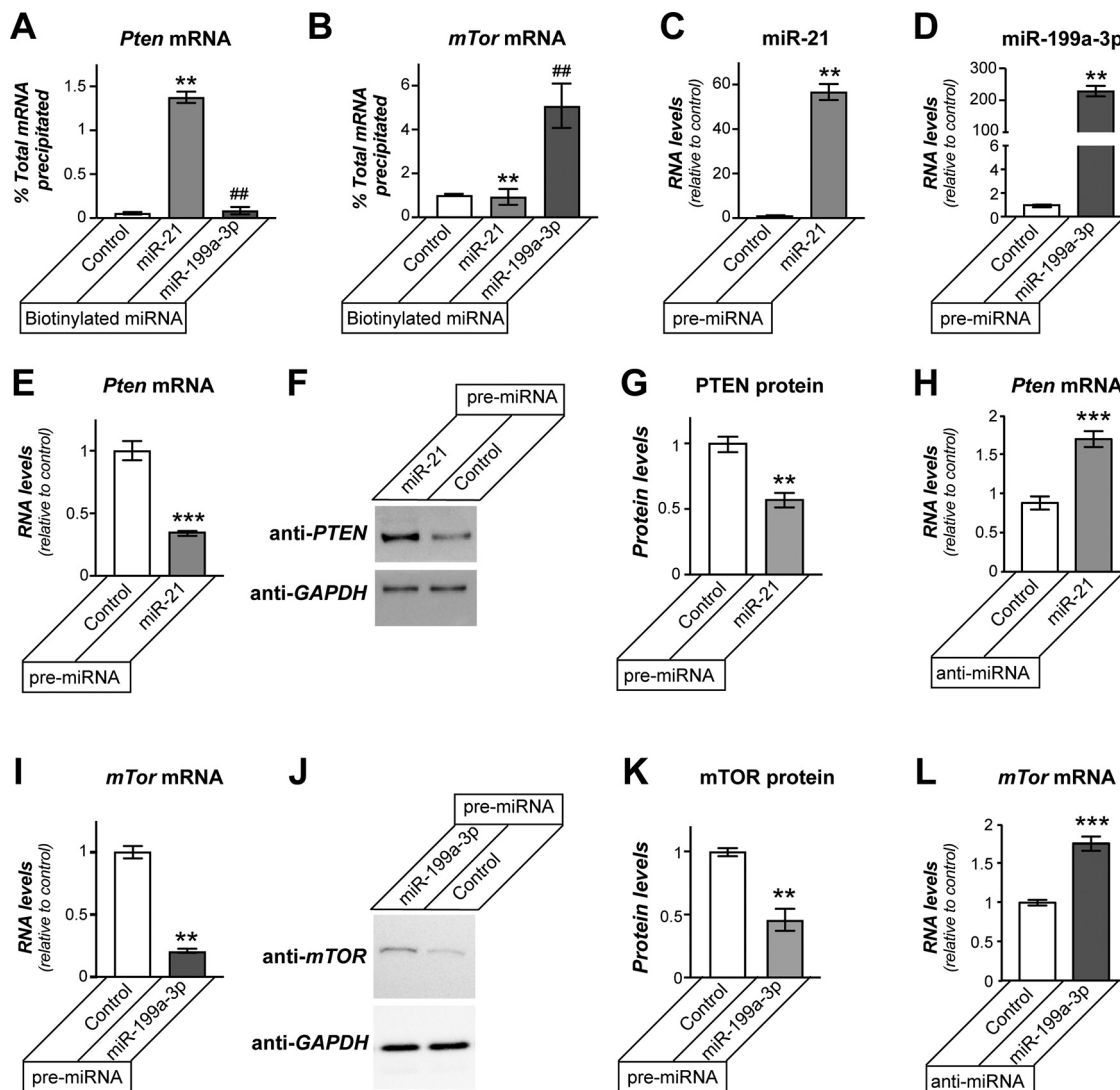 A
Pten mRNA
% Total mRNA
precipitated
1.5
1
0.5
0
**
##
Control
miR-21
miR-199a-3p
Biotinylated miRNA
B
mTor mRNA
% Total mRNA
precipitated
6
4
2
0
**
##
Control
miR-21
miR-199a-3p
Biotinylated miRNA
C
miR-21
RNA levels
(relative to control)
60
40
20
0
**
Control
miR-21
pre-miRNA
D
miR-199a-3p
RNA levels
(relative to control)
300
200
100
6
4
2
0
**
Control
miR-199a-3p
pre-miRNA
E
Pten mRNA
RNA levels
(relative to control)
1
0.5
0
***
Control
miR-21
pre-miRNA
F
pre-miRNA
miR-21
Control
anti-PTEN
anti-GAPDH
G
PTEN protein
Protein levels
1
0.5
0
**
Control
miR-21
pre-miRNA
H
Pten mRNA
RNA levels
(relative to control)
2
1.5
1
0.5
0
***
Control
miR-21
anti-miRNA
I
mTor mRNA
RNA levels
(relative to control)
1
0.5
0
**
Control
miR-199a-3p
pre-miRNA
J
pre-miRNA
miR-199a-3p
Control
anti-mTOR
anti-GAPDH
K
mTOR protein
Protein levels
1
0.5
0
**
Control
miR-199a-3p
pre-miRNA
L
mTor mRNA
RNA levels
(relative to control)
2
1.5
1
0.5
0
***
Control
miR-199a-3p
anti-miRNA